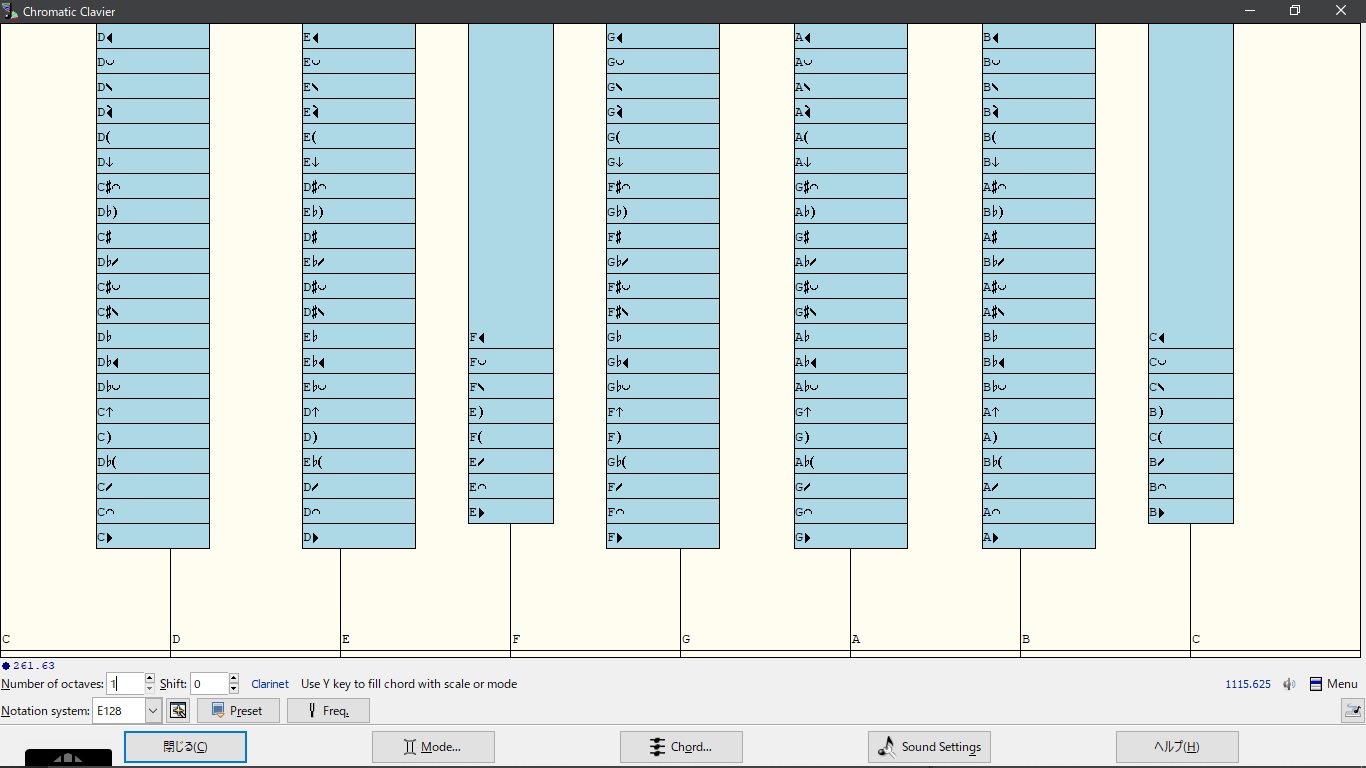 Chromatic Clavier
D◀ E◀ G◀ A◀ B◀
D◡ E◡ G◡ A◡ B◡
D\ E\ G\ A\ B\
D E G A B
D( E( G( A( B(
D↓ E↓ G↓ A↓ B↓
C♯◠ D♯◠ F♯◠ G♯◠ A♯◠
D♭) E♭) G♭) A♭) B♭)
C♯ D♯ F♯ G♯ A♯
D♭/ E♭/ G♭/ A♭/ B♭/
C♯◡ D♯◡ F♯◡ G♯◡ A♯◡
C♯\ D♯\ F♯\ G♯\ A♯\
D♭ E♭ F◀ G♭ A♭ B♭ C◀
D♭◀ E♭◀ F◡ G♭◀ A♭◀ B♭◀ C◡
D♭◡ E♭◡ F\ G♭◡ A♭◡ B♭◡ C\
C↑ D↑ E) F↑ G↑ A↑ B)
C) D) F( F) G) A) C(
D♭( E♭( E/ G♭( A♭( B♭( B/
C/ D/ E◠ F/ G/ A/ B◠
C◠ D◠ E▶ F◠ G◠ A◠ B▶
C▶ D▶ F▶ G▶ A▶
C D E F G A B C
261.63
Number of octaves: 1 Shift: 0 Clarinet Use Y key to fill chord with scale or mode 1115.625 Menu
Notation system: E128 Preset Freq.
閉じる(C) Mode... Chord... Sound Settings ヘルプ(H)